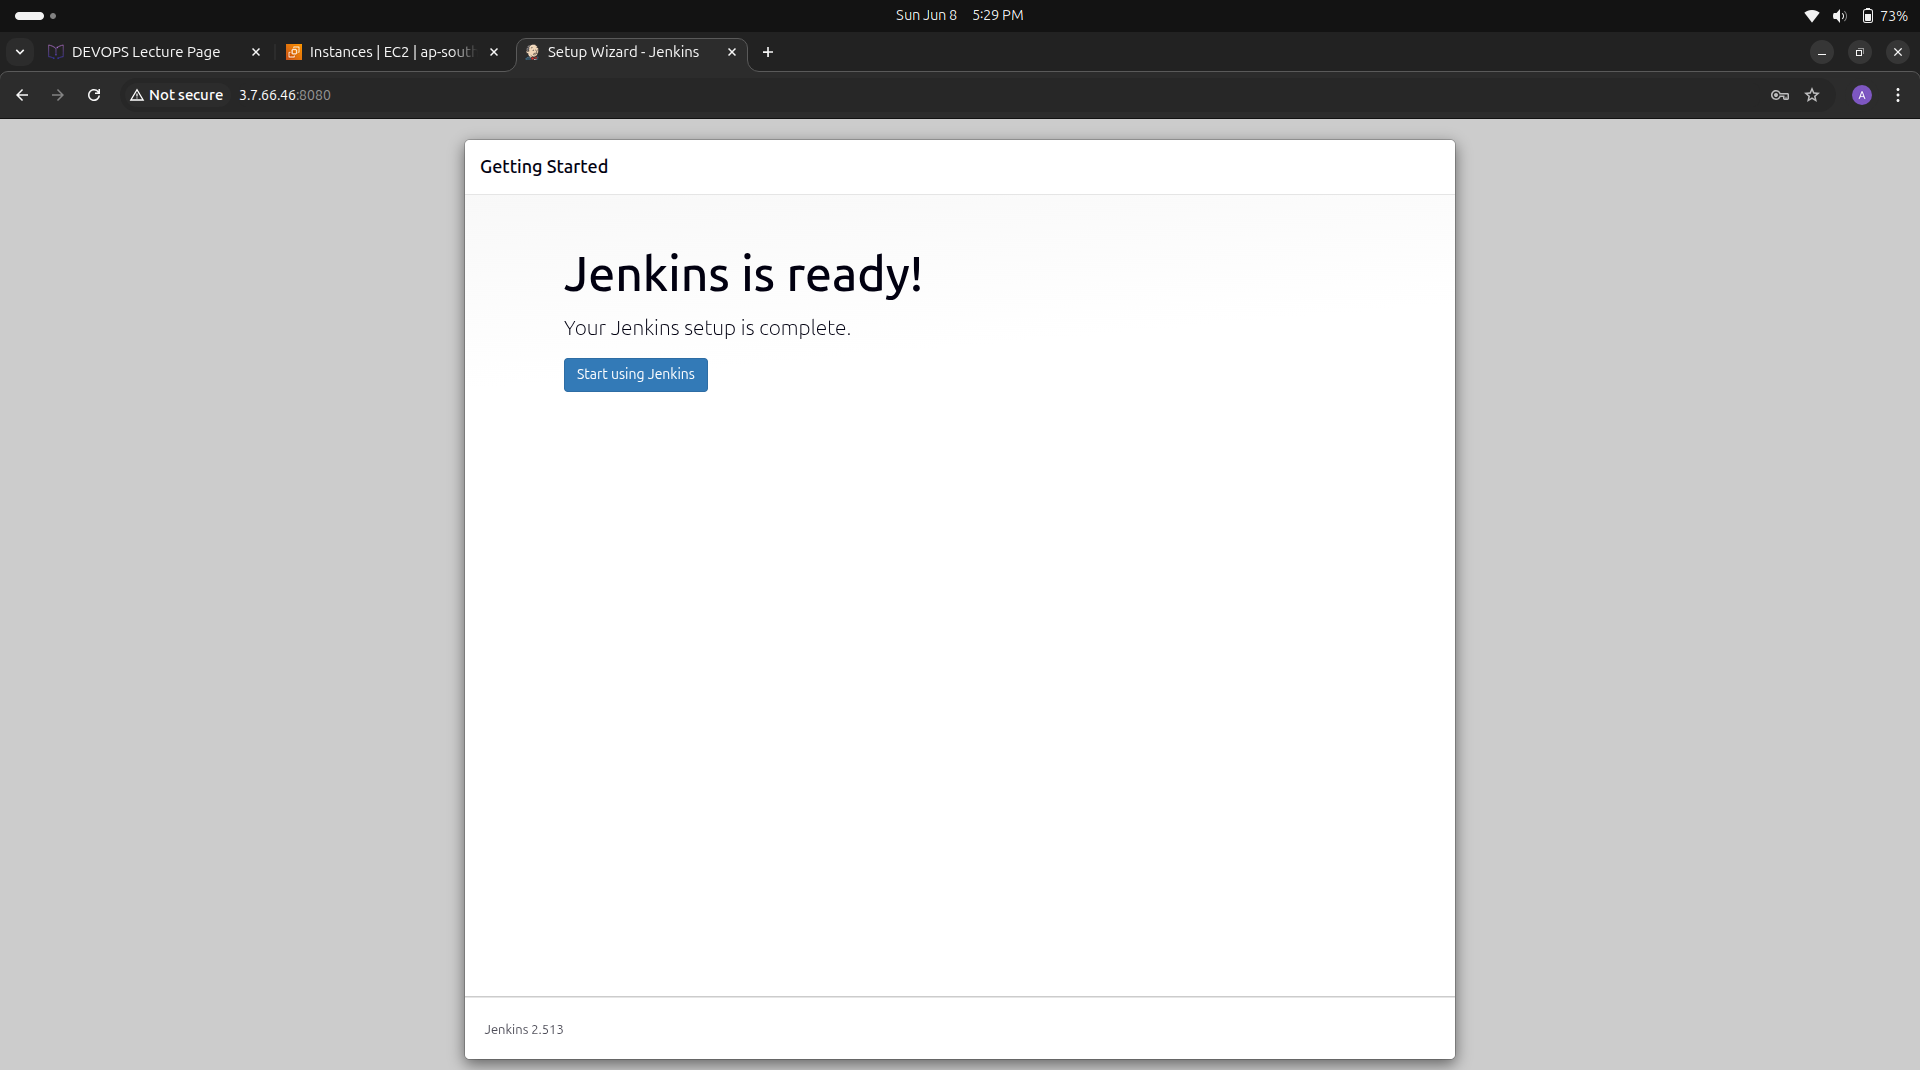 Sun Jun 8 5:29 PM
73%
DEVOPS Lecture Page
Instances | EC2 | ap-sout
Setup Wizard - Jenkins
Not secure
3.7.66.46:8080
A
Getting Started
Jenkins is ready!
Your Jenkins setup is complete.
Start using Jenkins
Jenkins 2.513